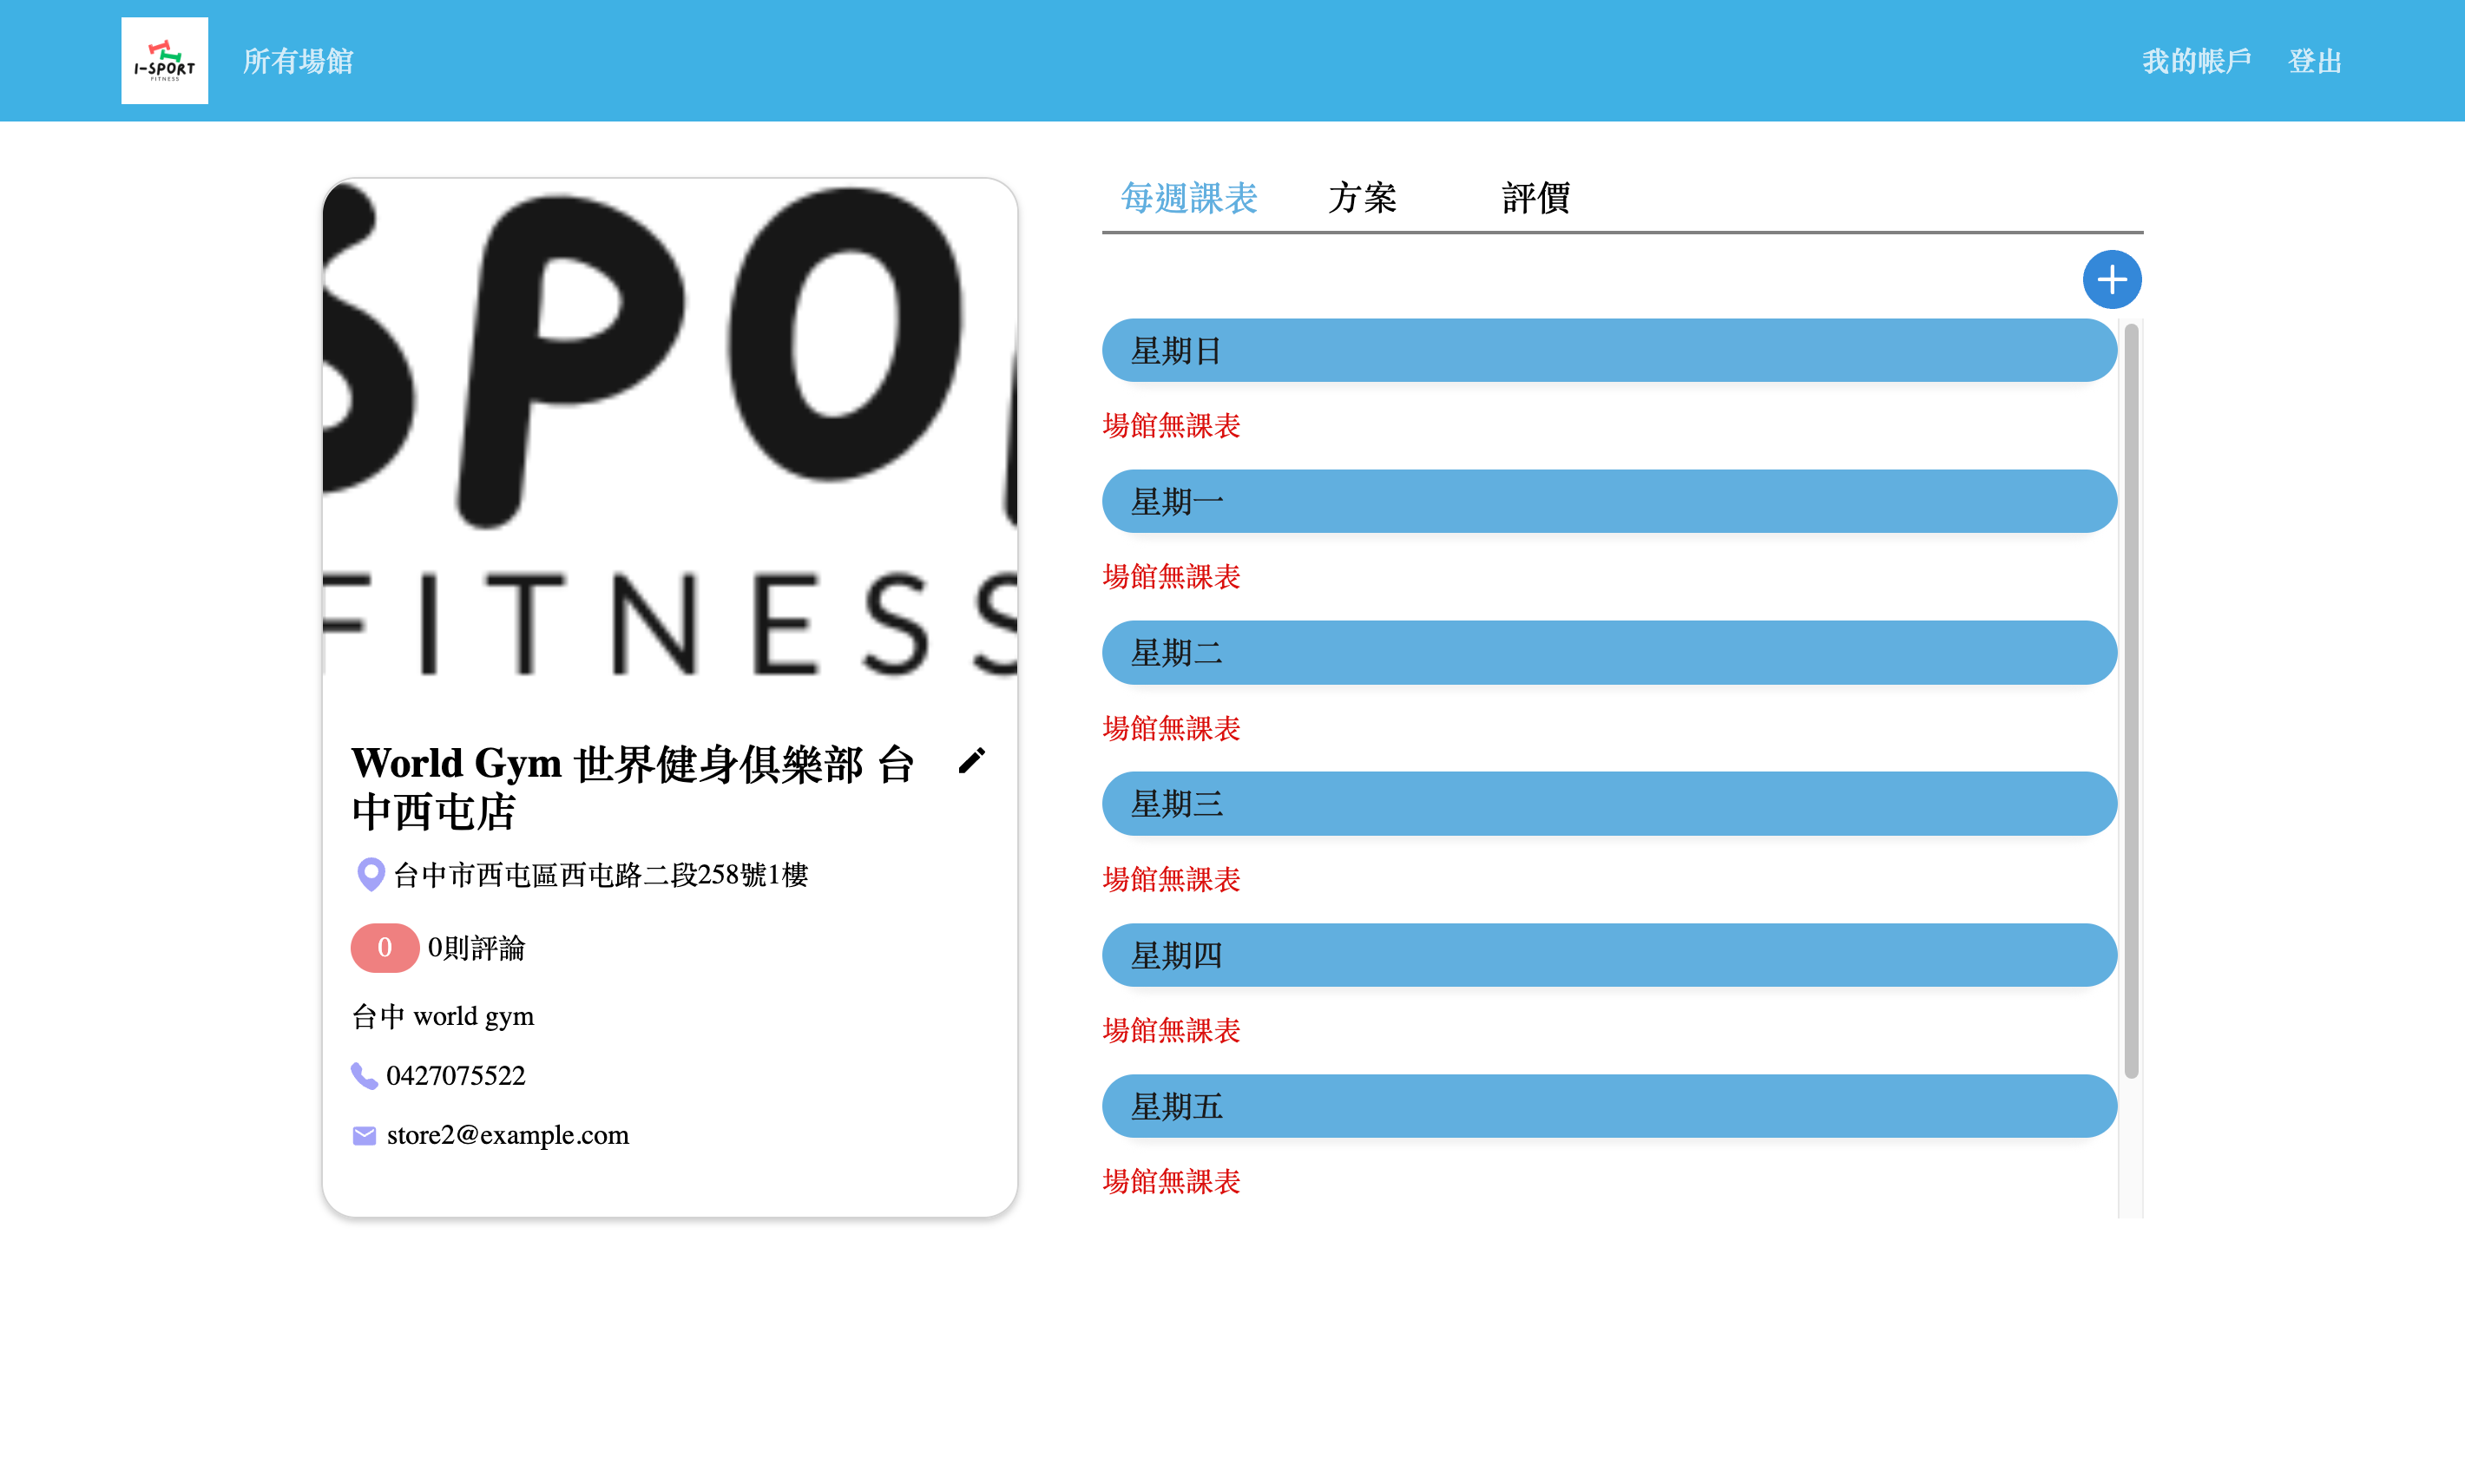 I-SPORT
FITNESS
所有場館
我的帳戶
登出
SPO
FITNESS
World Gym 世界健身俱樂部 台
中西屯店
台中市西屯區西屯路二段258號1樓
0
0則評論
台中 world gym
0427075522
store2@example.com
每週課表
方案
評價
星期日
場館無課表
星期一
場館無課表
星期二
場館無課表
星期三
場館無課表
星期四
場館無課表
星期五
場館無課表